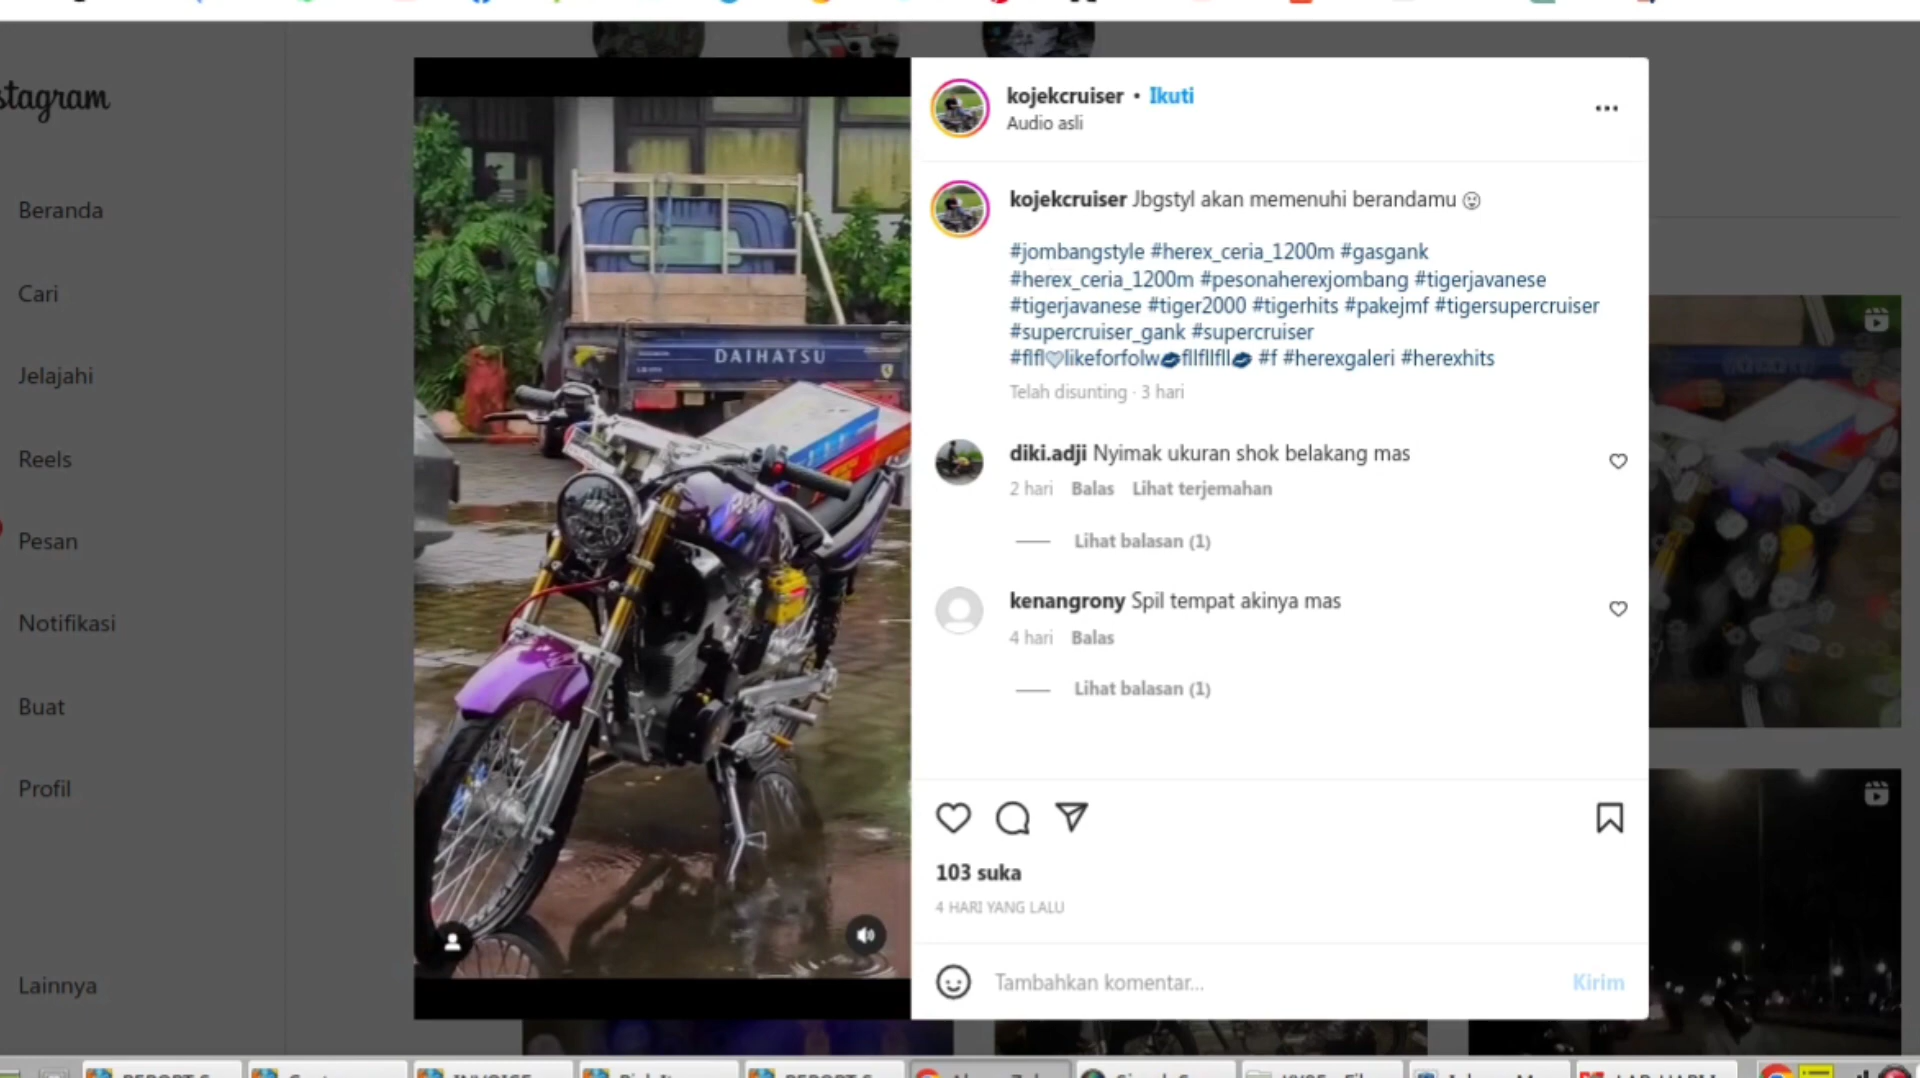 stagram
Beranda
Cari
Jelajahi
Reels
Pesan
Notifikasi
Buat
Profil
Lainnya
DAIHATSU
kojekcruiser • Ikuti
Audio asli
kojekcruiser Jbgstyl akan memenuhi berandamu 😛
#jombangstyle #herex_ceria_1200m #gasgank
#herex_ceria_1200m #pesonaherexjombang #tigerjavanese
#tigerjavanese #tiger2000 #tigerhits #pakejmf #tigersupercruiser
#supercruiser_gank #supercruiser
#flfl🤍likeforfolw💋fllfllfll💋 #f #herexgaleri #herexhits
Telah disunting · 3 hari
diki.adji Nyimak ukuran shok belakang mas
2 hari Balas Lihat terjemahan
Lihat balasan (1)
kenangrony Spil tempat akinya mas
4 hari Balas
Lihat balasan (1)
103 suka
4 HARI YANG LALU
Tambahkan komentar...
Kirim